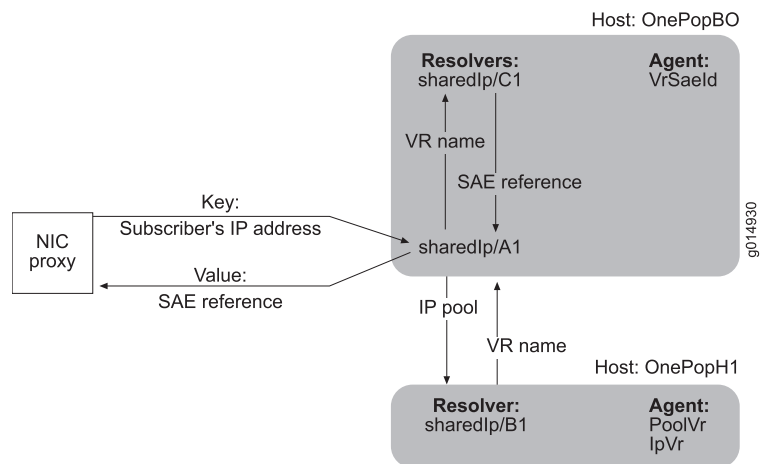 Host: OnePopBO
Resolvers:
sharedIp/C1
Agent:
VrSaeId
VR name
SAE reference
Key:
Subscriber's IP address
NIC
proxy
sharedIp/A1
Value:
SAE reference
g014930
IP pool
VR name
Host: OnePopH1
Resolver:
sharedIp/B1
Agent:
PoolVr
IpVr